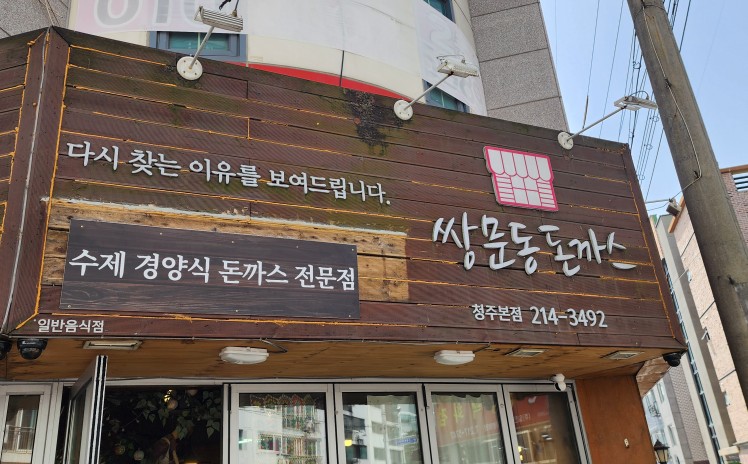 다시 찾는 이유를 보여드립니다.
수제 경양식 돈까스 전문점
일반음식점
쌍문동 돈까스
청주본점 214-3492